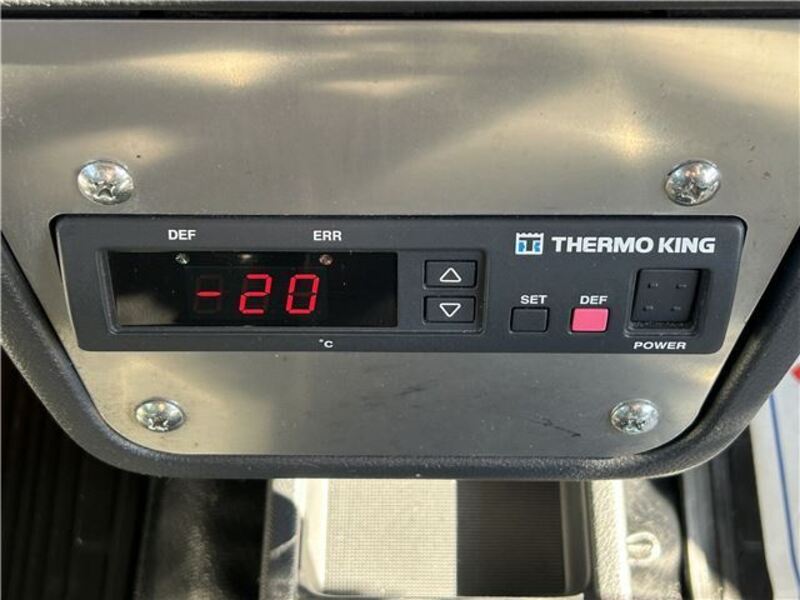 DEF ERR
THERMO KING
-20
SET DEF
°C
POWER